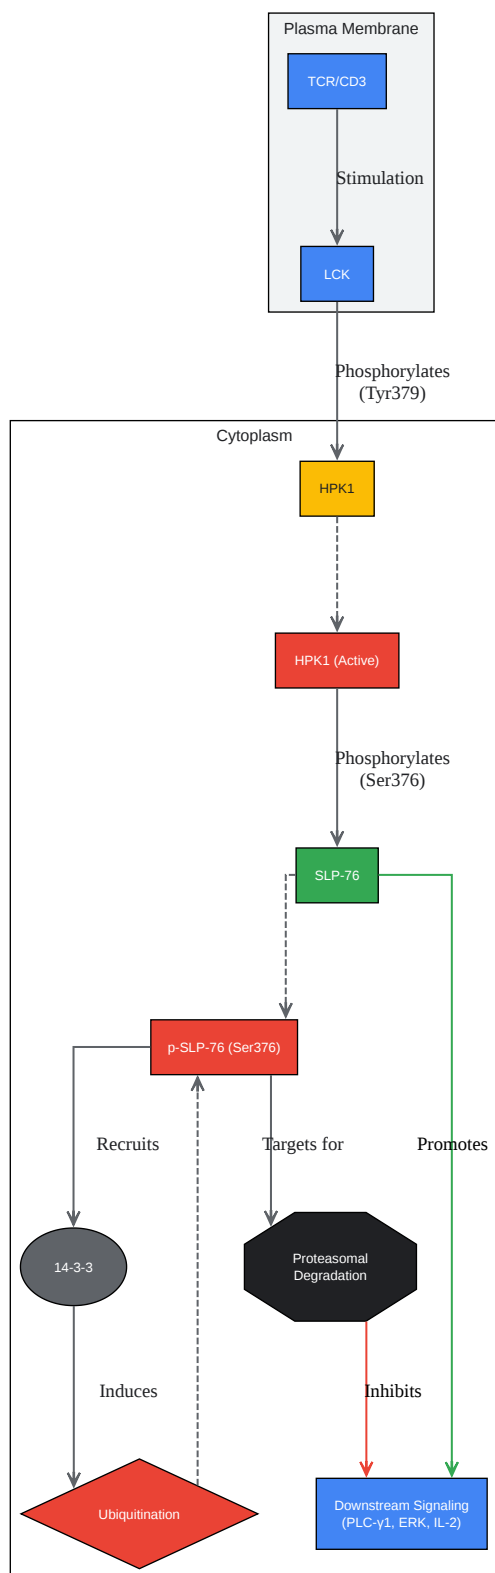 Plasma Membrane
TCR/CD3
Stimulation
LCK
Phosphorylates
(Tyr379)
Cytoplasm
HPK1
HPK1 (Active)
Phosphorylates
(Ser376)
SLP-76
p-SLP-76 (Ser376)
Recruits
Targets for
Promotes
14-3-3
Proteasomal
Degradation
Induces
Inhibits
Ubiquitination
Downstream Signaling
(PLC-γ1, ERK, IL-2)